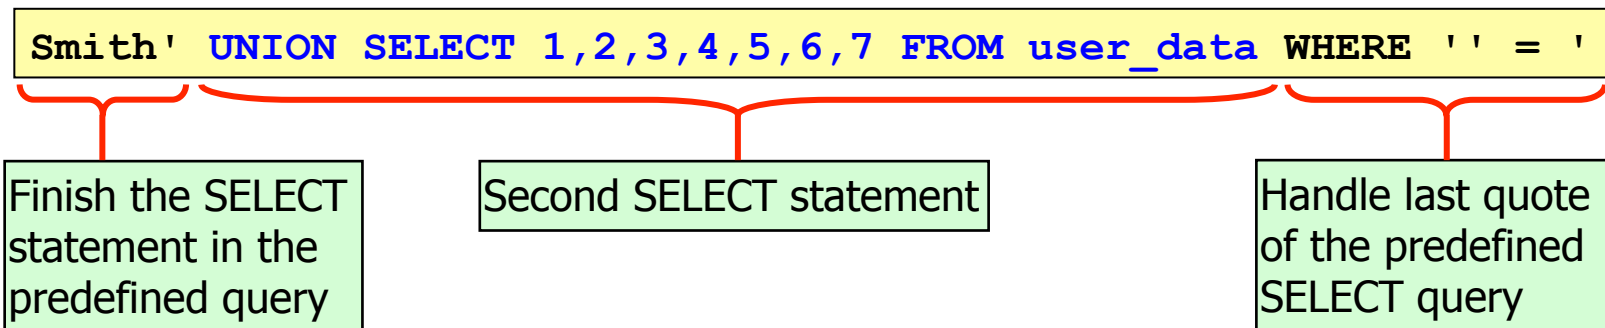 Smith' UNION SELECT 1,2,3,4,5,6,7 FROM user_data WHERE '' = '
Finish the SELECT
statement in the
predefined query
Second SELECT statement
Handle last quote
of the predefined
SELECT query